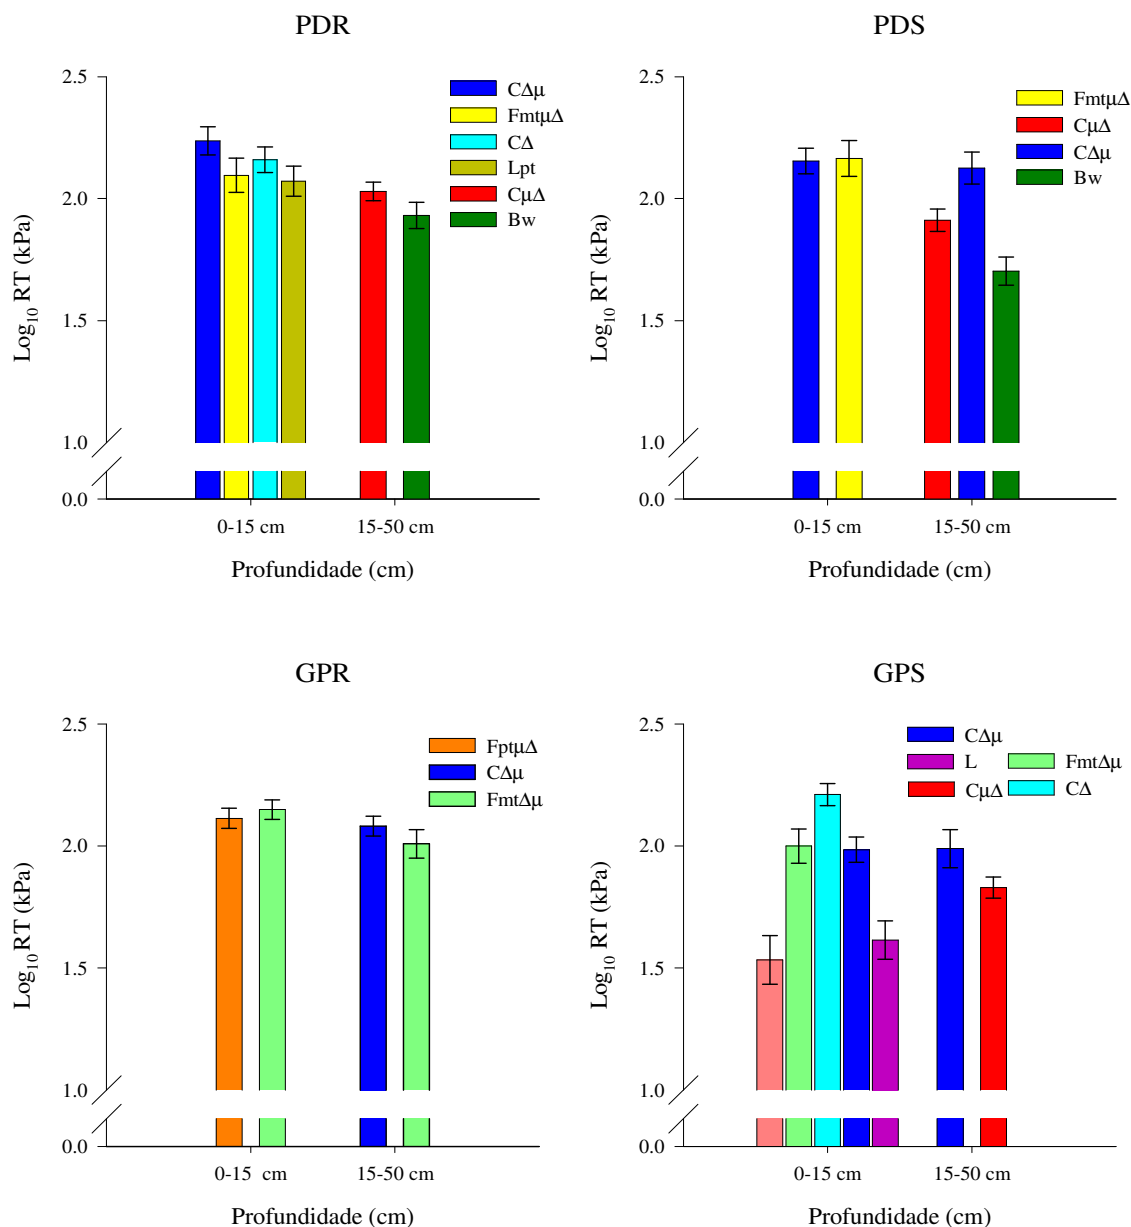 PDR
2.5
2.0
1.5
1.0
0.0
Log10 RT (kPa)
CΔμ
FmtμΔ
CΔ
Lpt
CμΔ
Bw
0-15 cm
15-50 cm
Profundidade (cm)
PDS
2.5
2.0
1.5
1.0
0.0
Log10 RT (kPa)
FmtμΔ
CμΔ
CΔμ
Bw
0-15 cm
15-50 cm
Profundidade (cm)
GPR
2.5
2.0
1.5
1.0
0.0
Log10 RT (kPa)
FptμΔ
CΔμ
FmtΔμ
0-15 cm
15-50 cm
Profundidade (cm)
GPS
2.5
2.0
1.5
1.0
0.0
Log10 RT (kPa)
CΔμ
L
CμΔ
FmtΔμ
CΔ
0-15 cm
15-50 cm
Profundidade (cm)